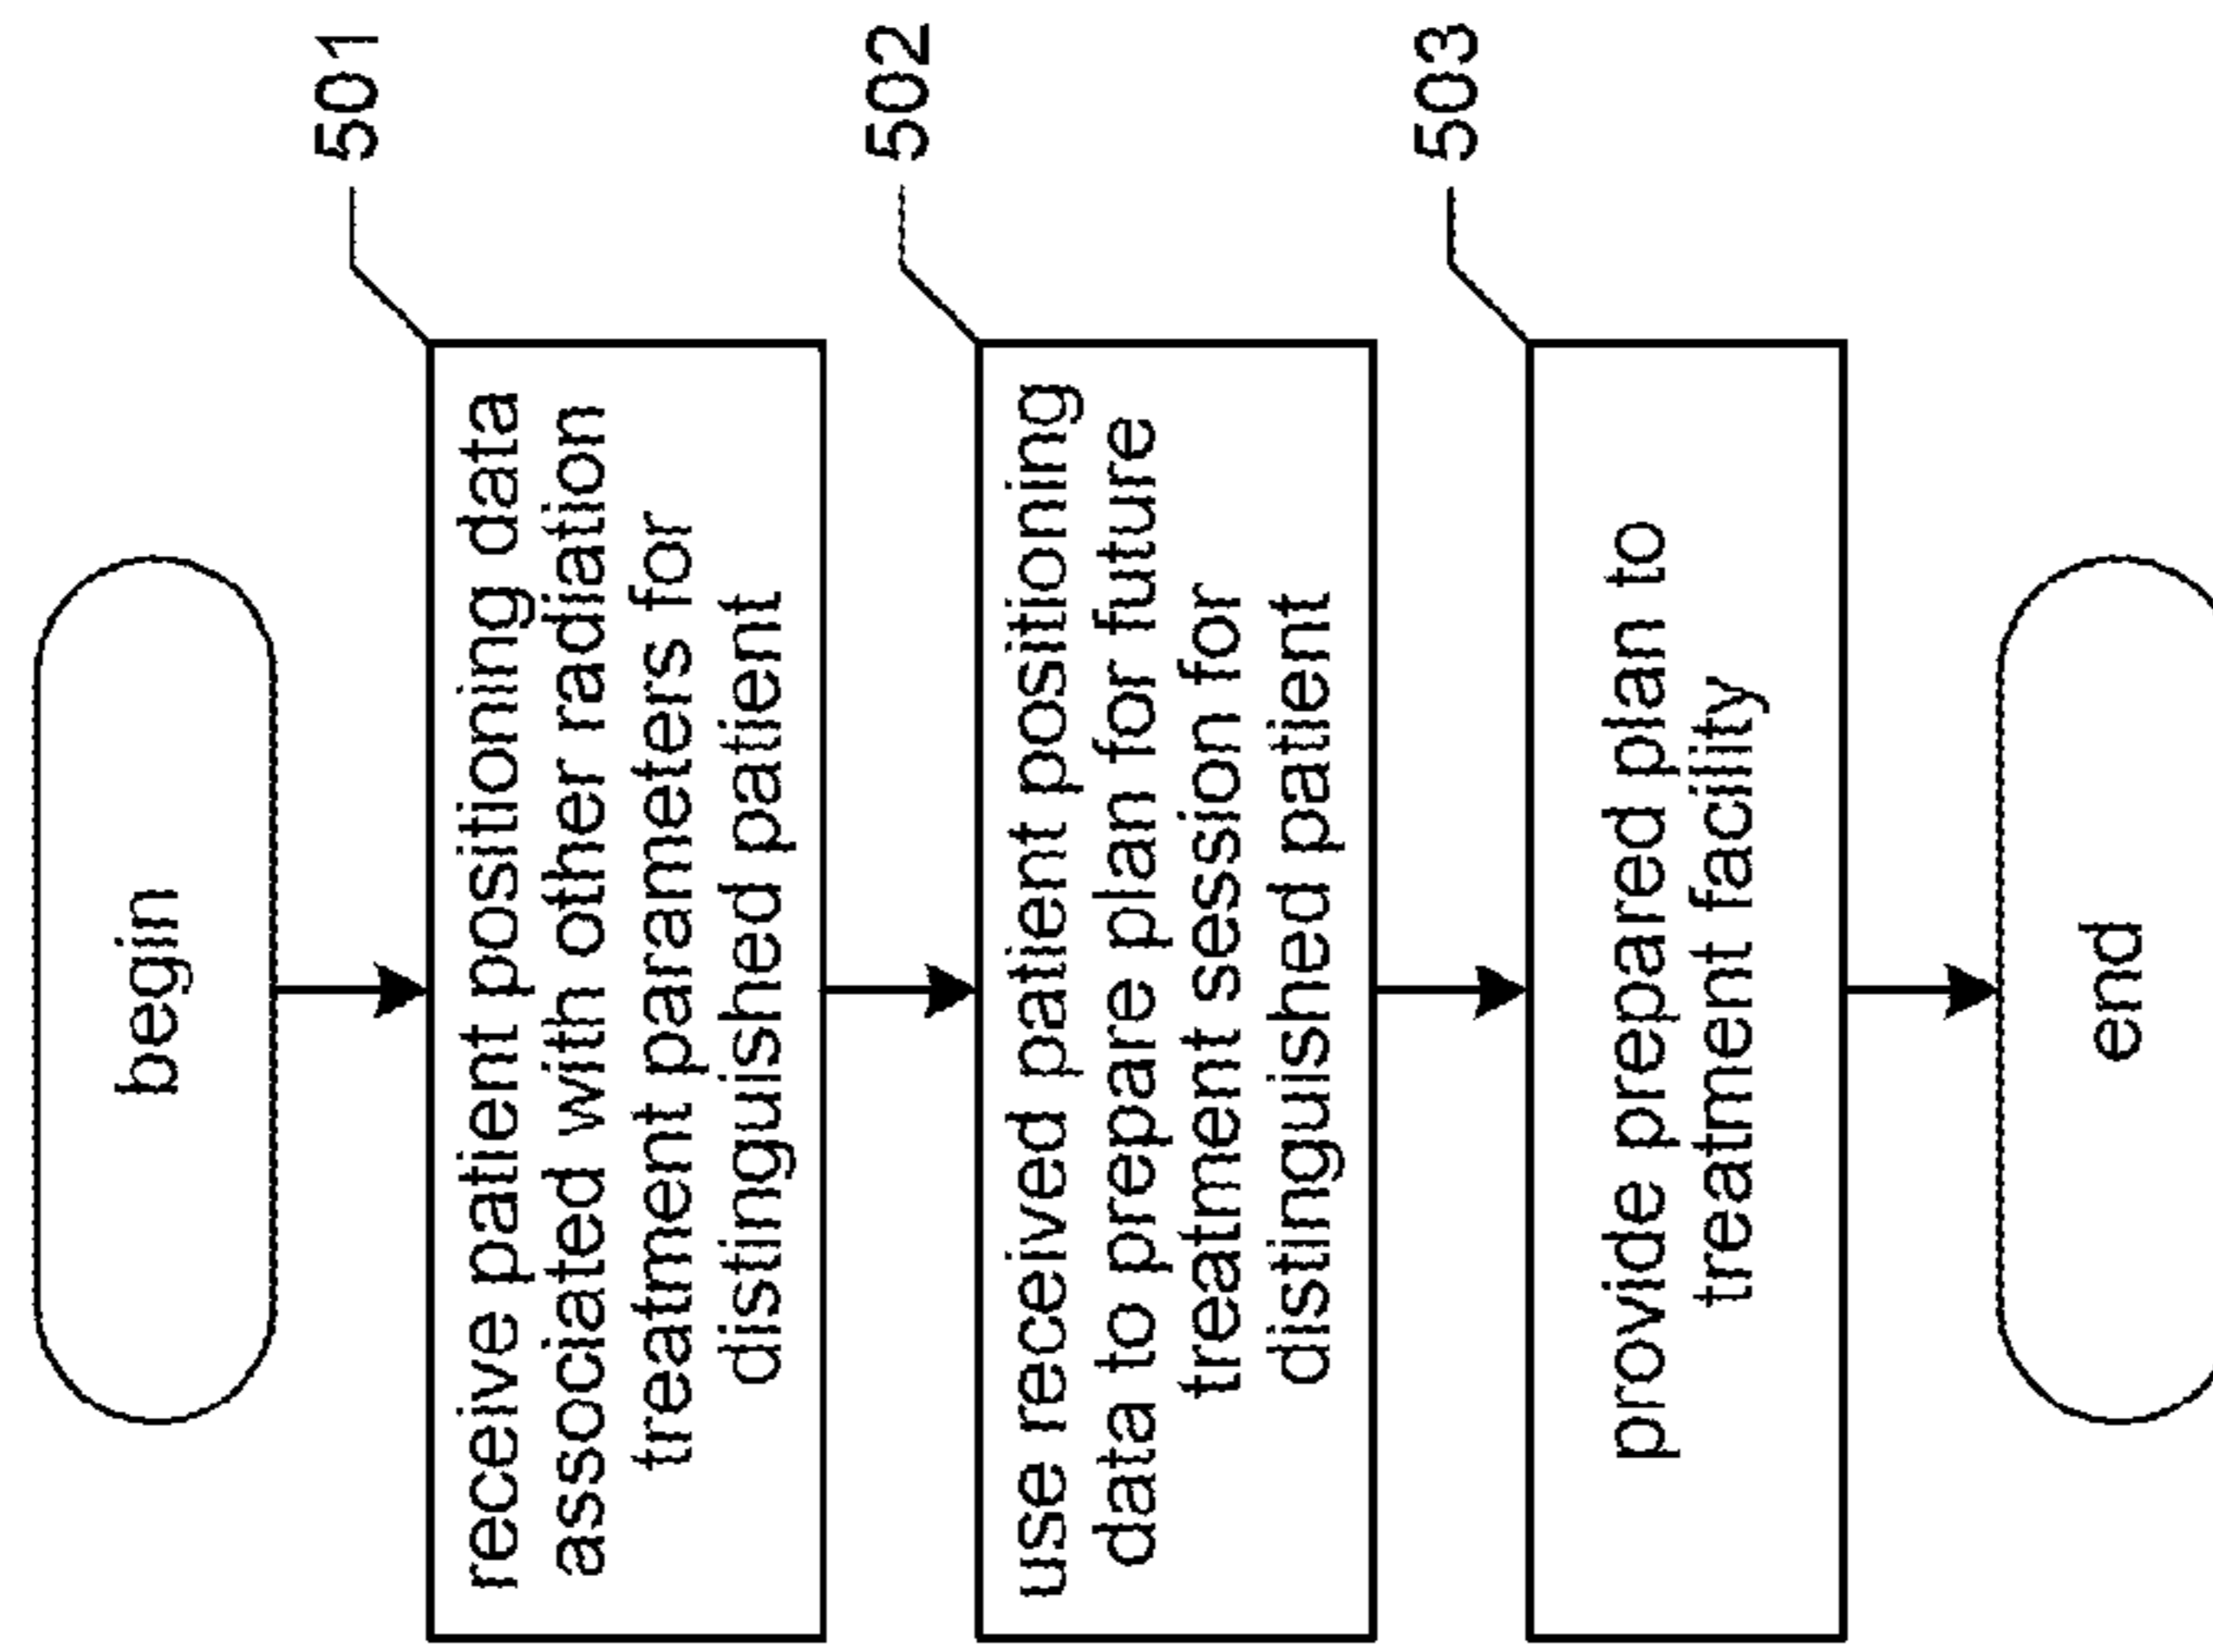 begin
501
receive patient positioning data
associated with other radiation
treatment parameters for
distinguished patient
502
use received patient positioning
data to prepare plan for future
treatment session for
distinguished patient
503
provide prepared plan to
treatment facility
end